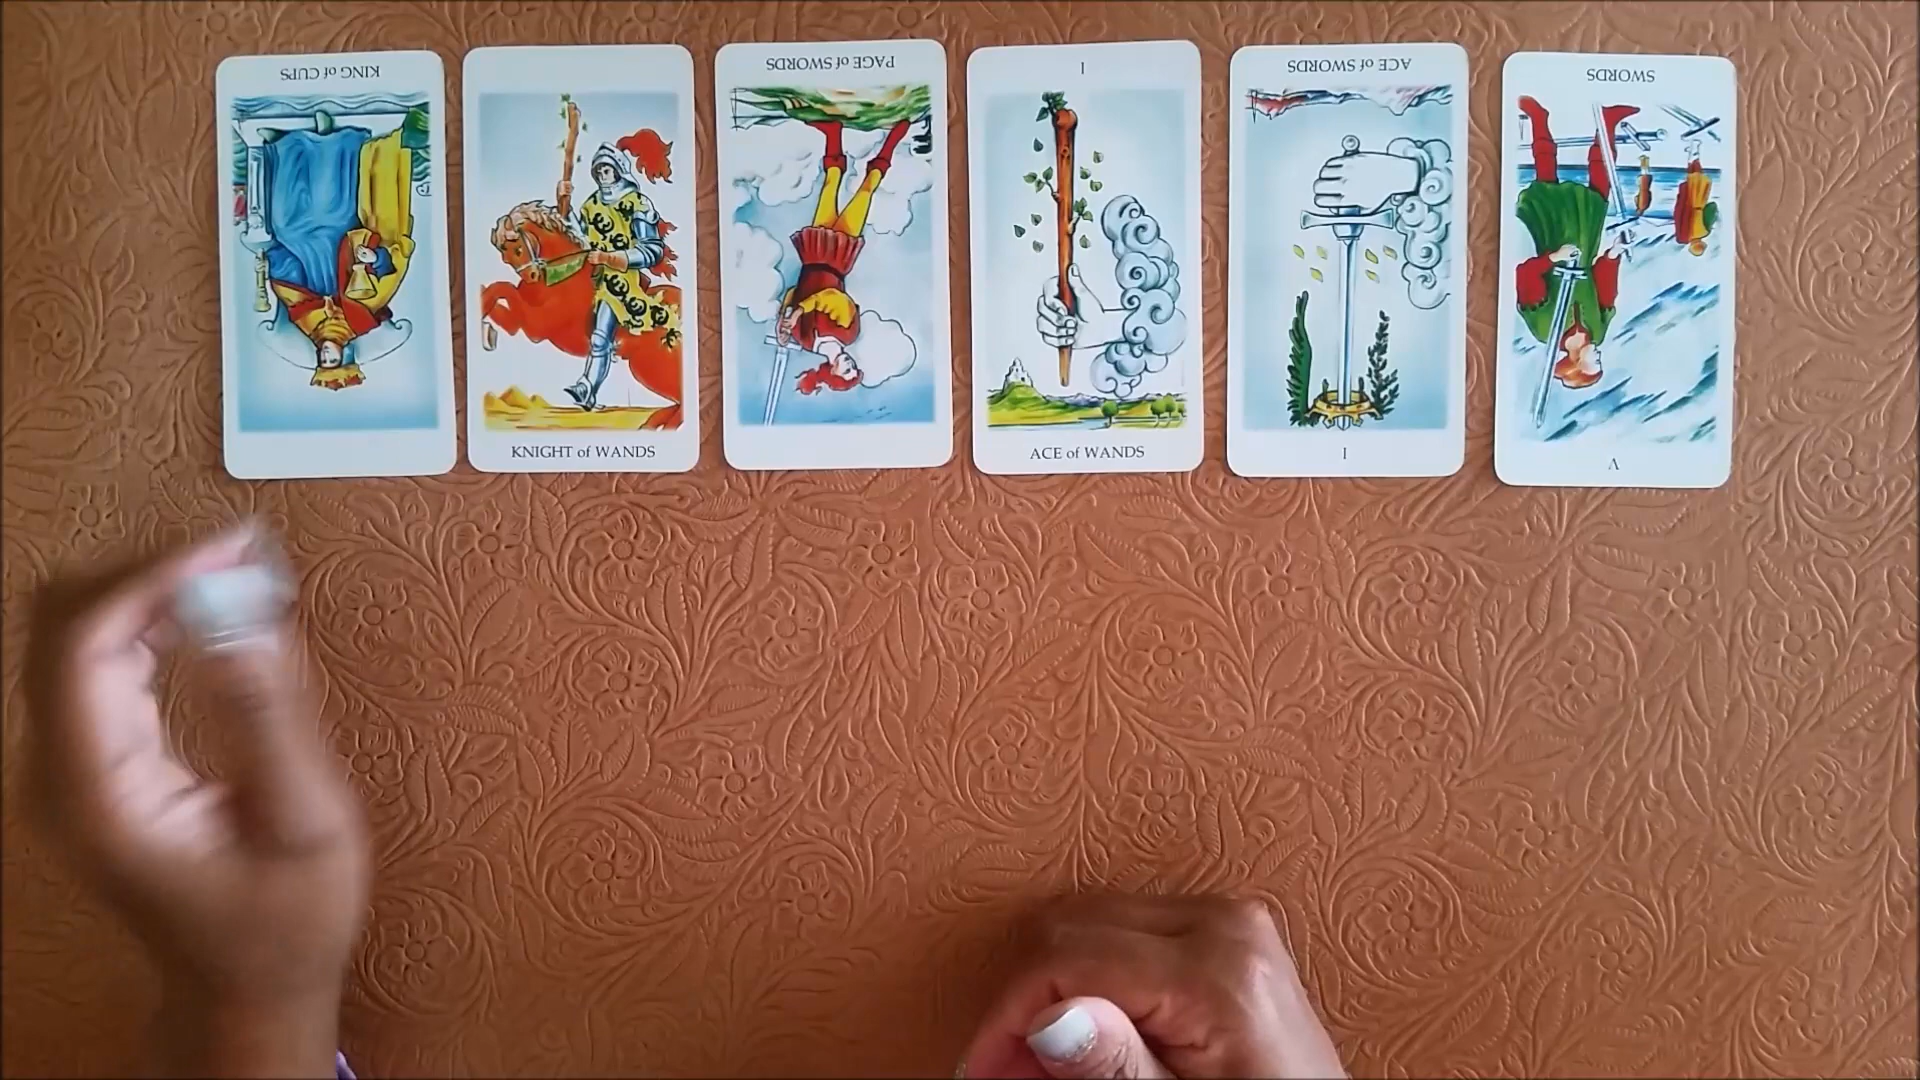 KING of CUPS
KNIGHT of WANDS
PAGE of SWORDS
I
ACE of WANDS
ACE of SWORDS
I
SWORDS
V